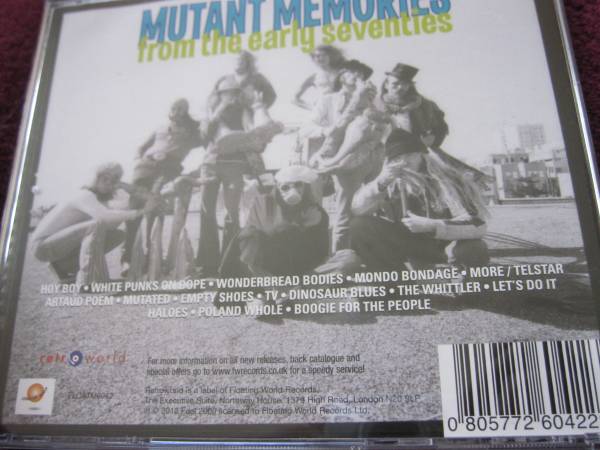 MUTANT MEMORIES
from the early seventies
HOY BOY • WHITE PUNKS ON DOPE • WONDERBREAD BODIES • MONDO BONDAGE • MORE / TELSTAR
ARTAUD POEM • MUTATED • EMPTY SHOES • TV • DINOSAUR BLUES • THE WHITTLER • LET'S DO IT
HALOES • POLAND WHOLE • BOOGIE FOR THE PEOPLE
retroworld
For more information on all new releases, back catalogue and
special offers go to www.fwrecords.co.uk for a speedy service!
Retroworld is a label of Floating World Records.
The Executive Suite, Northway House, 1379 High Road, London N20 9LP
licensed to Floating World Records Ltd.
0 805772 60422